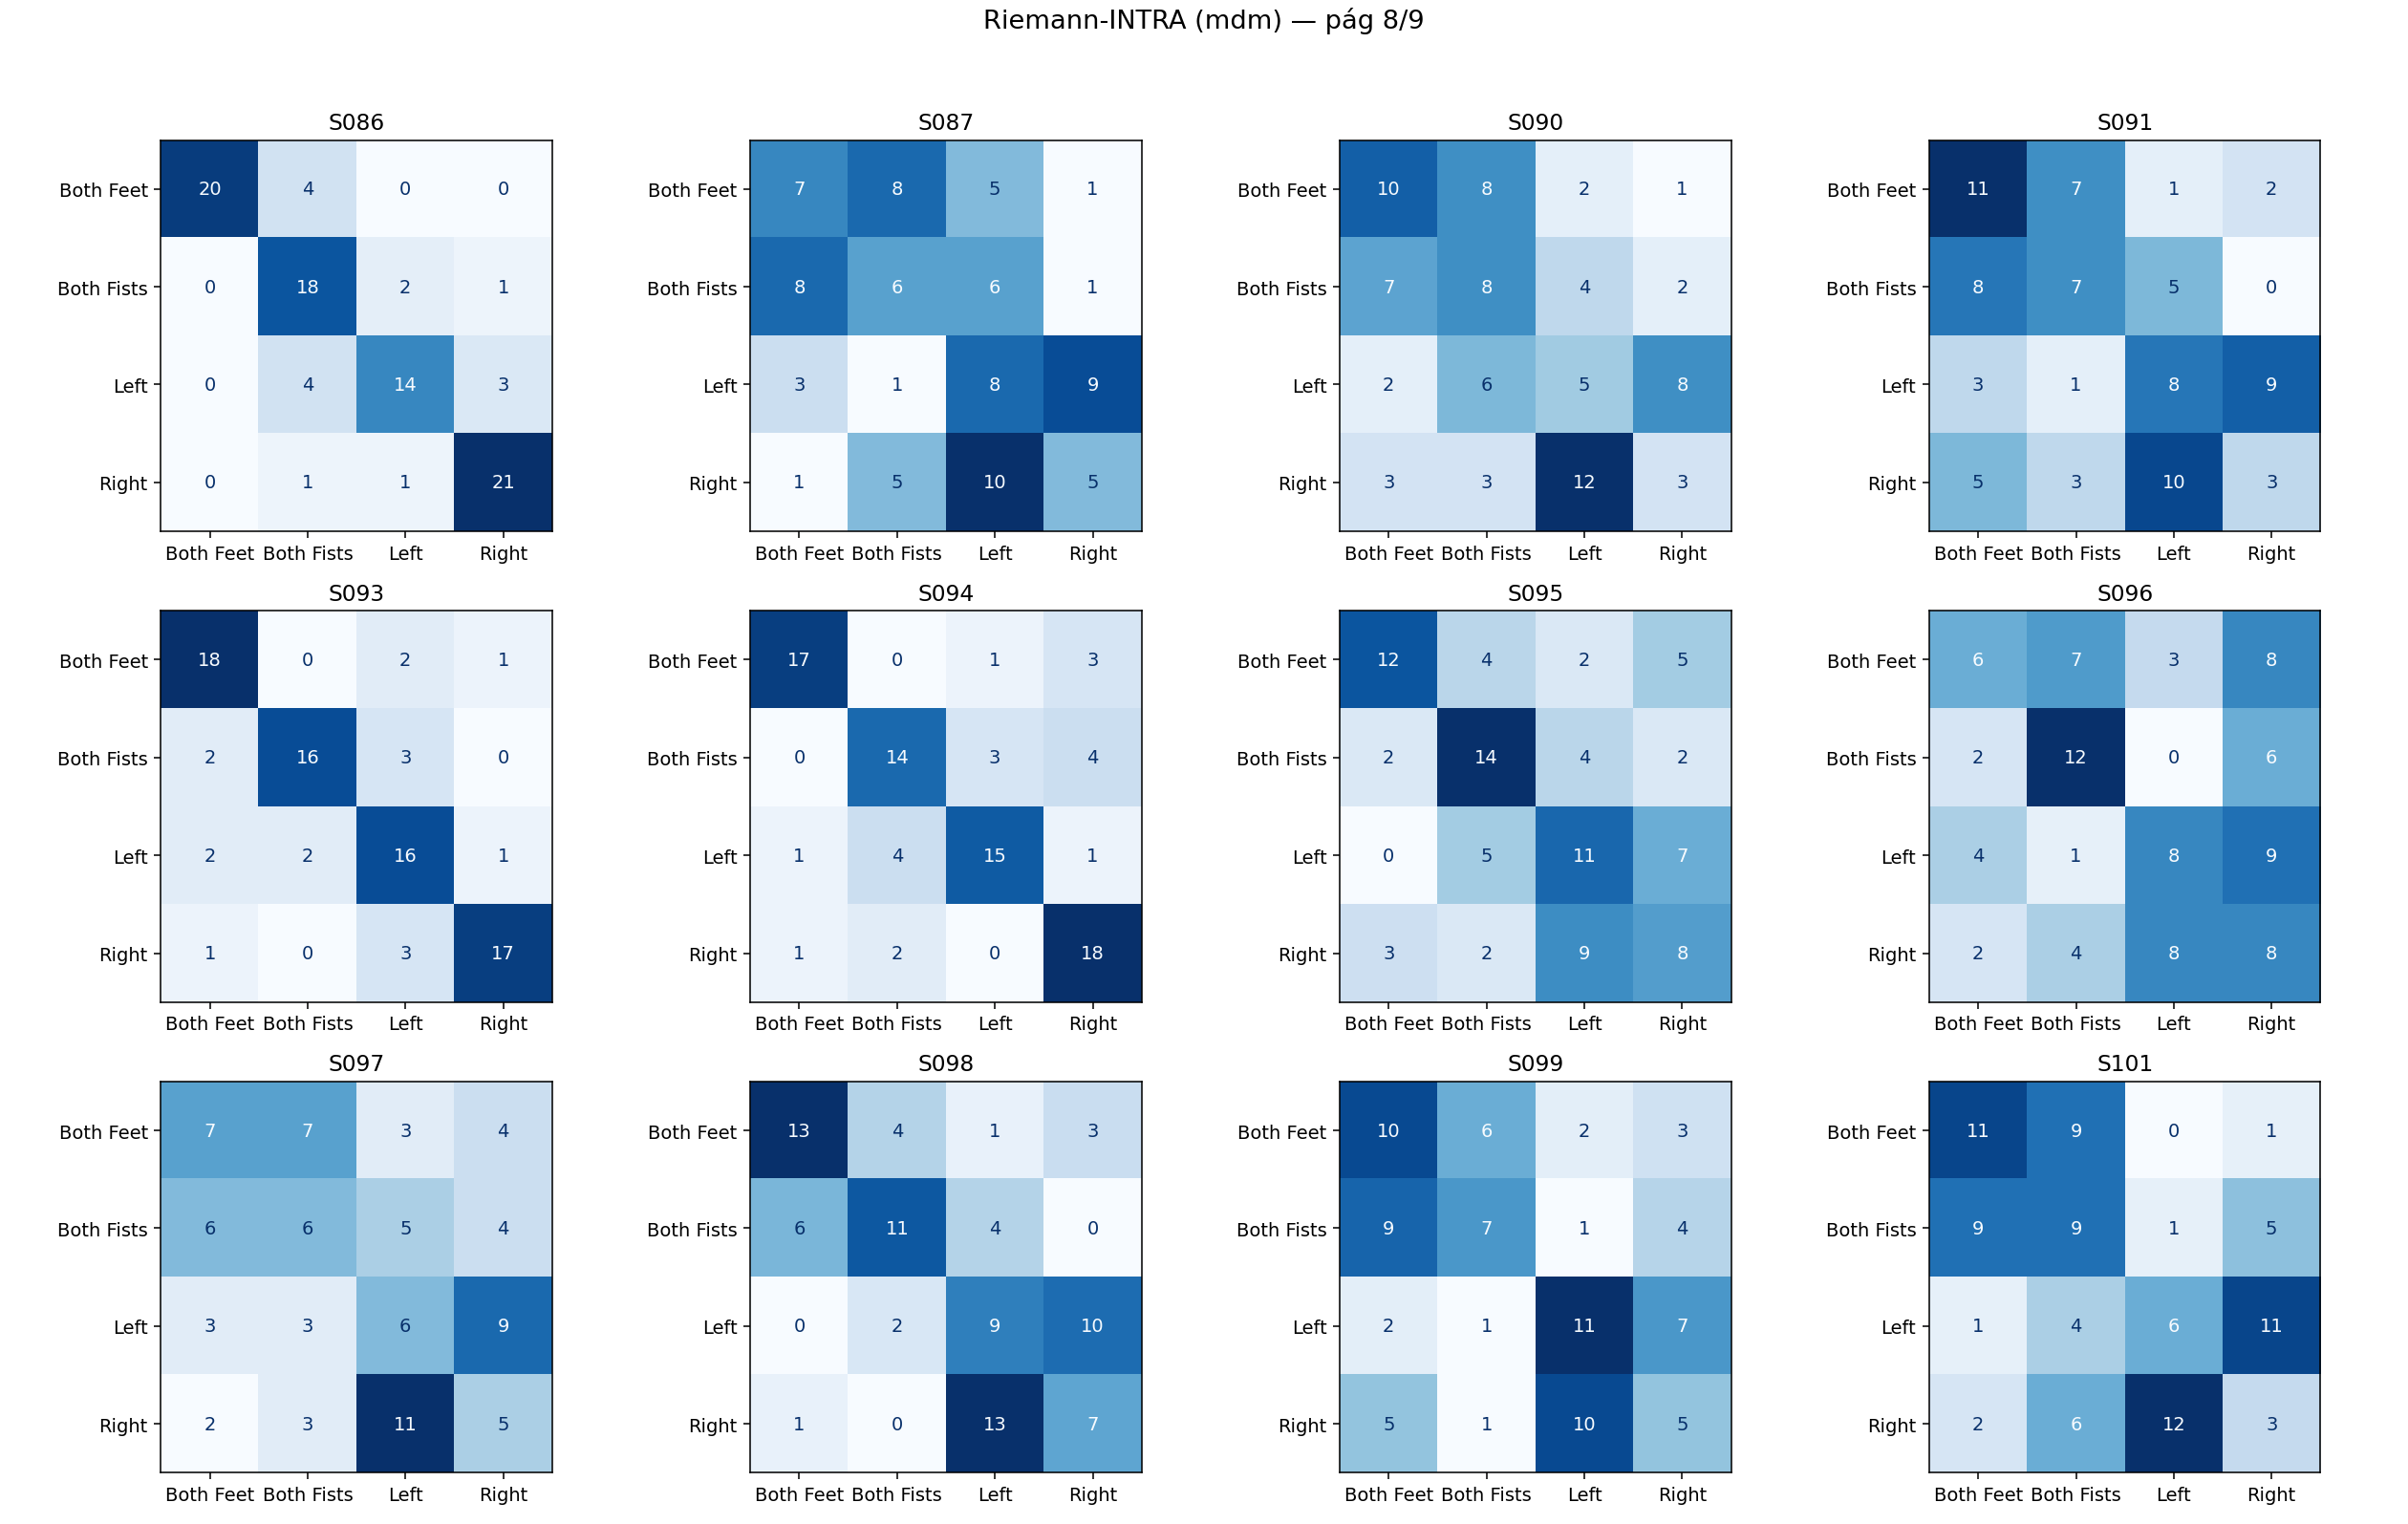 Riemann-INTRA (mdm) — pág 8/9
S086 S087 S090 S091
Both Feet 20 4 0 0 Both Feet 7 8 5 1 Both Feet 10 8 2 1 Both Feet 11 7 1 2
Both Fists 0 18 2 1 Both Fists 8 6 6 1 Both Fists 7 8 4 2 Both Fists 8 7 5 0
Left 0 4 14 3 Left 3 1 8 9 Left 2 6 5 8 Left 3 1 8 9
Right 0 1 1 21 Right 1 5 10 5 Right 3 3 12 3 Right 5 3 10 3
Both Feet Both Fists Left Right Both Feet Both Fists Left Right Both Feet Both Fists Left Right Both Feet Both Fists Left Right
S093 S094 S095 S096
Both Feet 18 0 2 1 Both Feet 17 0 1 3 Both Feet 12 4 2 5 Both Feet 6 7 3 8
Both Fists 2 16 3 0 Both Fists 0 14 3 4 Both Fists 2 14 4 2 Both Fists 2 12 0 6
Left 2 2 16 1 Left 1 4 15 1 Left 0 5 11 7 Left 4 1 8 9
Right 1 0 3 17 Right 1 2 0 18 Right 3 2 9 8 Right 2 4 8 8
Both Feet Both Fists Left Right Both Feet Both Fists Left Right Both Feet Both Fists Left Right Both Feet Both Fists Left Right
S097 S098 S099 S101
Both Feet 7 7 3 4 Both Feet 13 4 1 3 Both Feet 10 6 2 3 Both Feet 11 9 0 1
Both Fists 6 6 5 4 Both Fists 6 11 4 0 Both Fists 9 7 1 4 Both Fists 9 9 1 5
Left 3 3 6 9 Left 0 2 9 10 Left 2 1 11 7 Left 1 4 6 11
Right 2 3 11 5 Right 1 0 13 7 Right 5 1 10 5 Right 2 6 12 3
Both Feet Both Fists Left Right Both Feet Both Fists Left Right Both Feet Both Fists Left Right Both Feet Both Fists Left Right